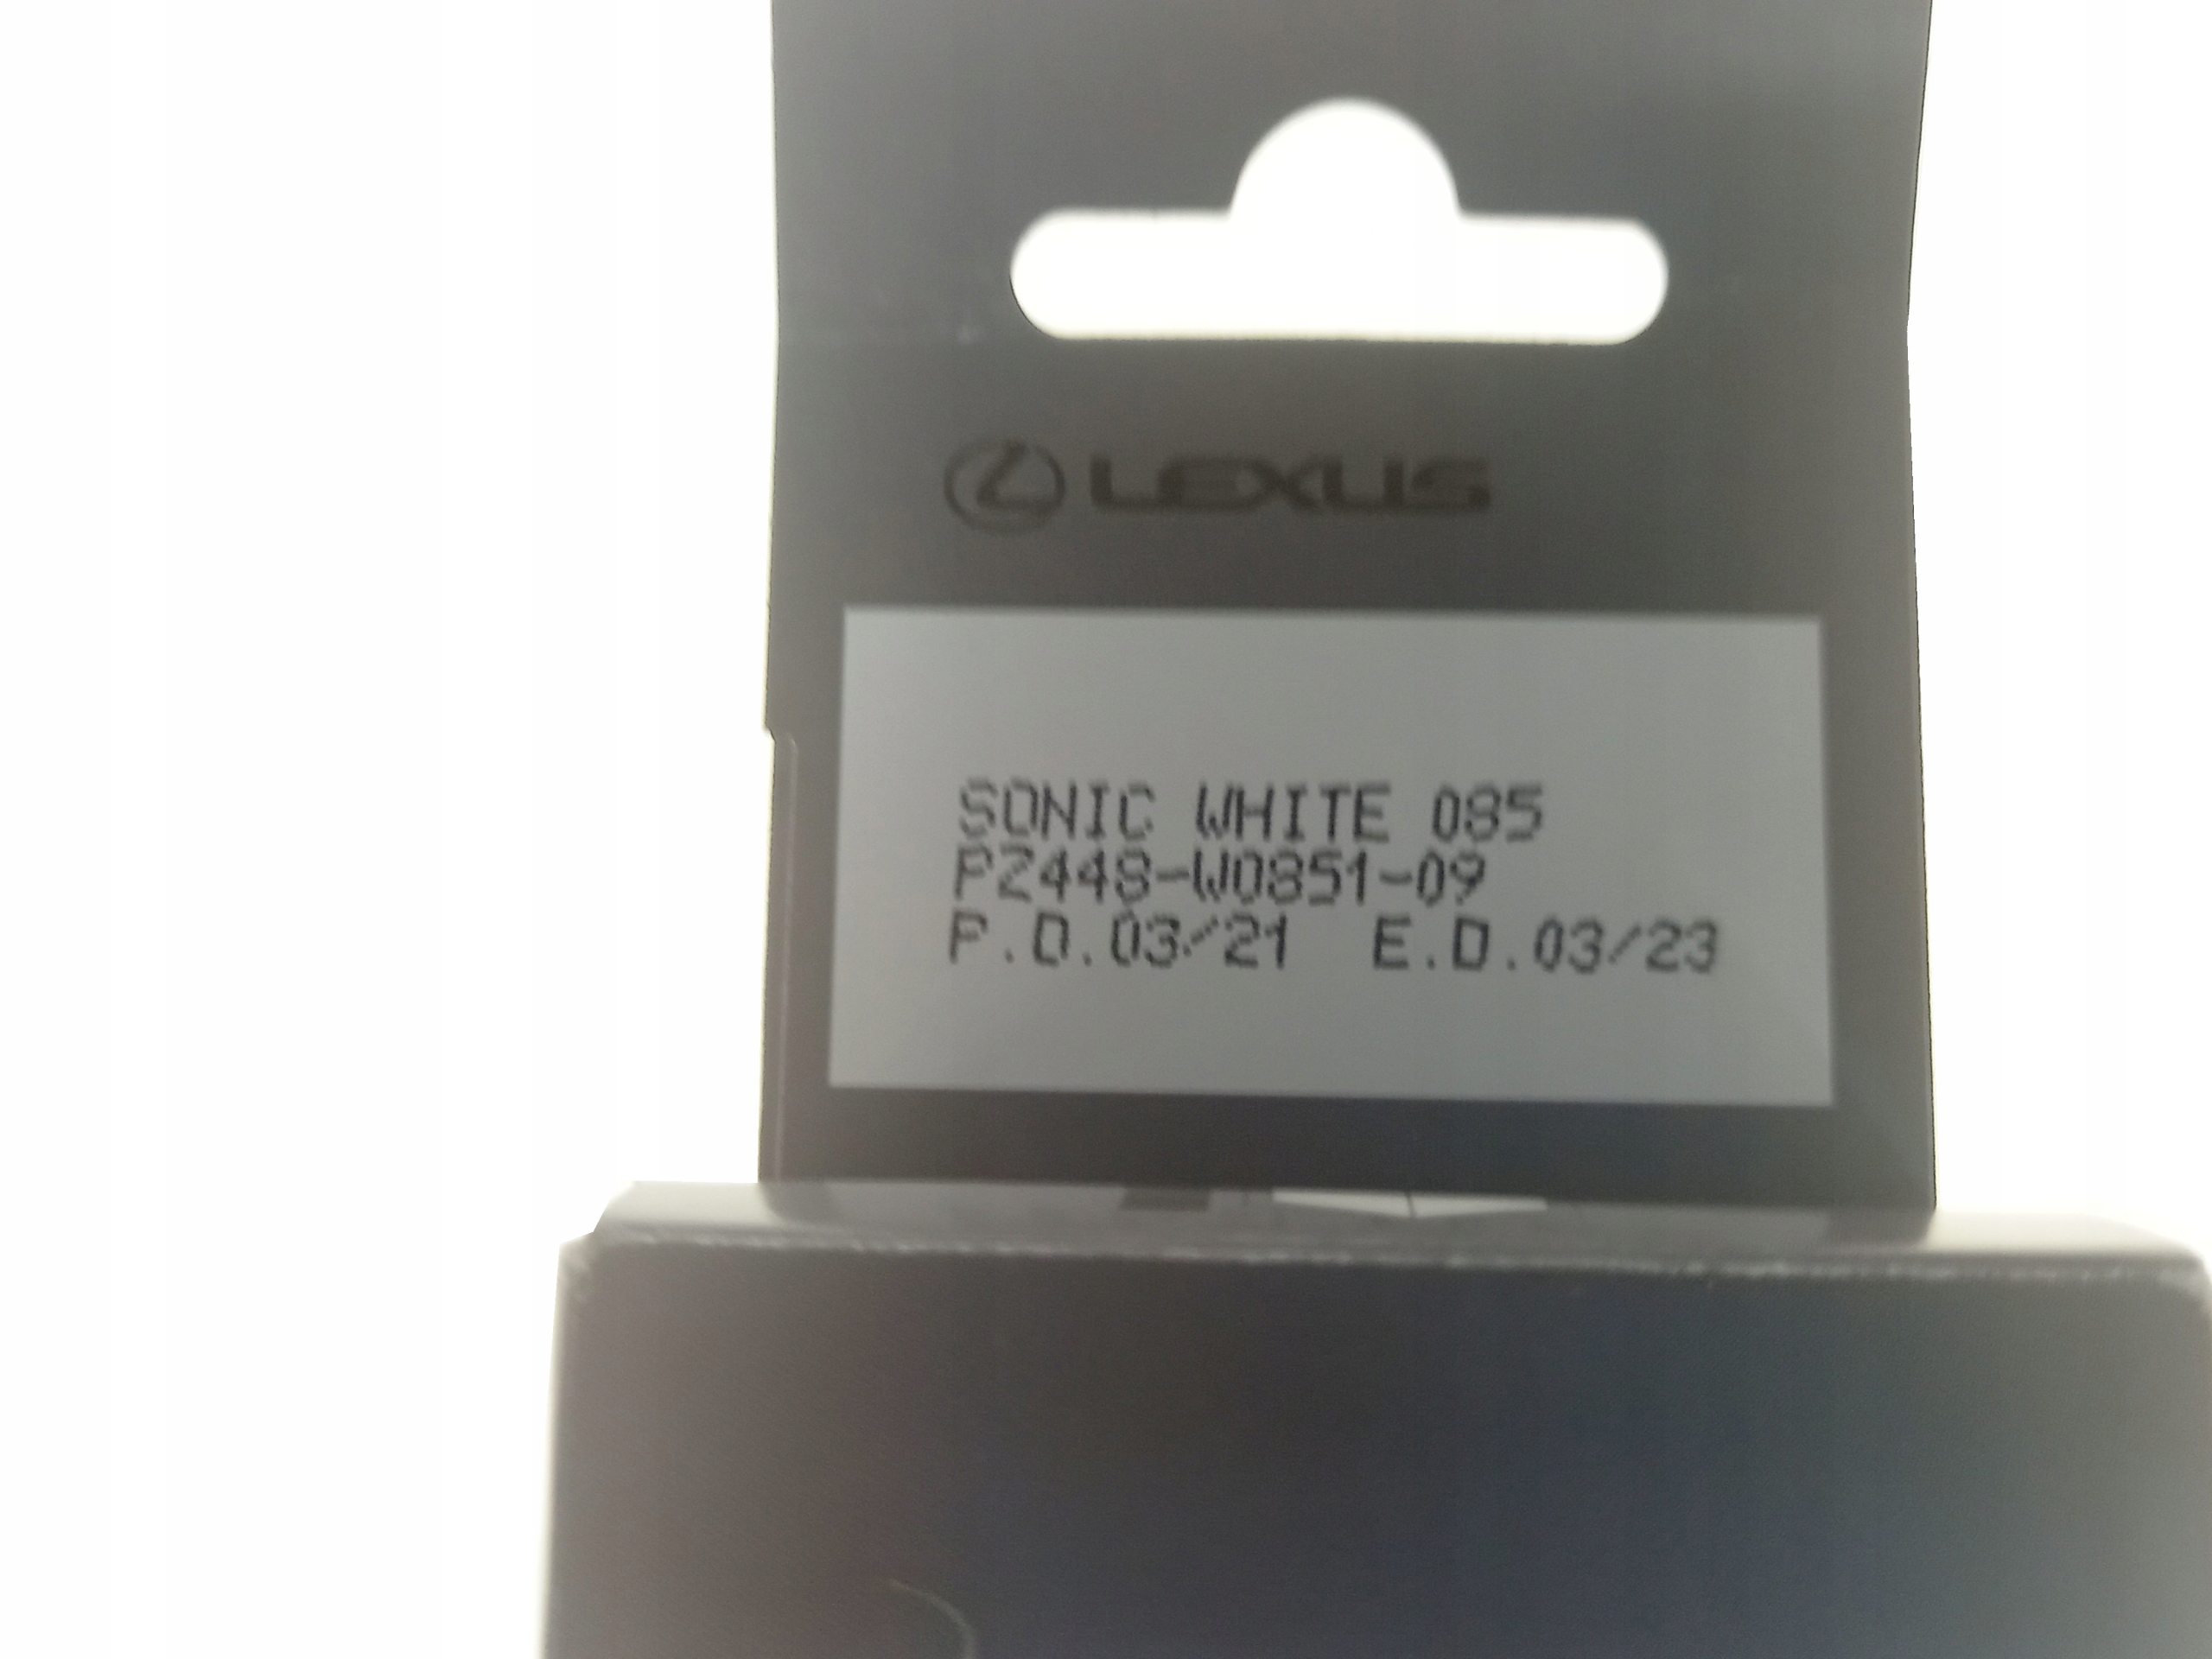 LEXUS
SONIC WHITE 085
PZ448-W0851-09
P.D.03/21 E.D.03/23